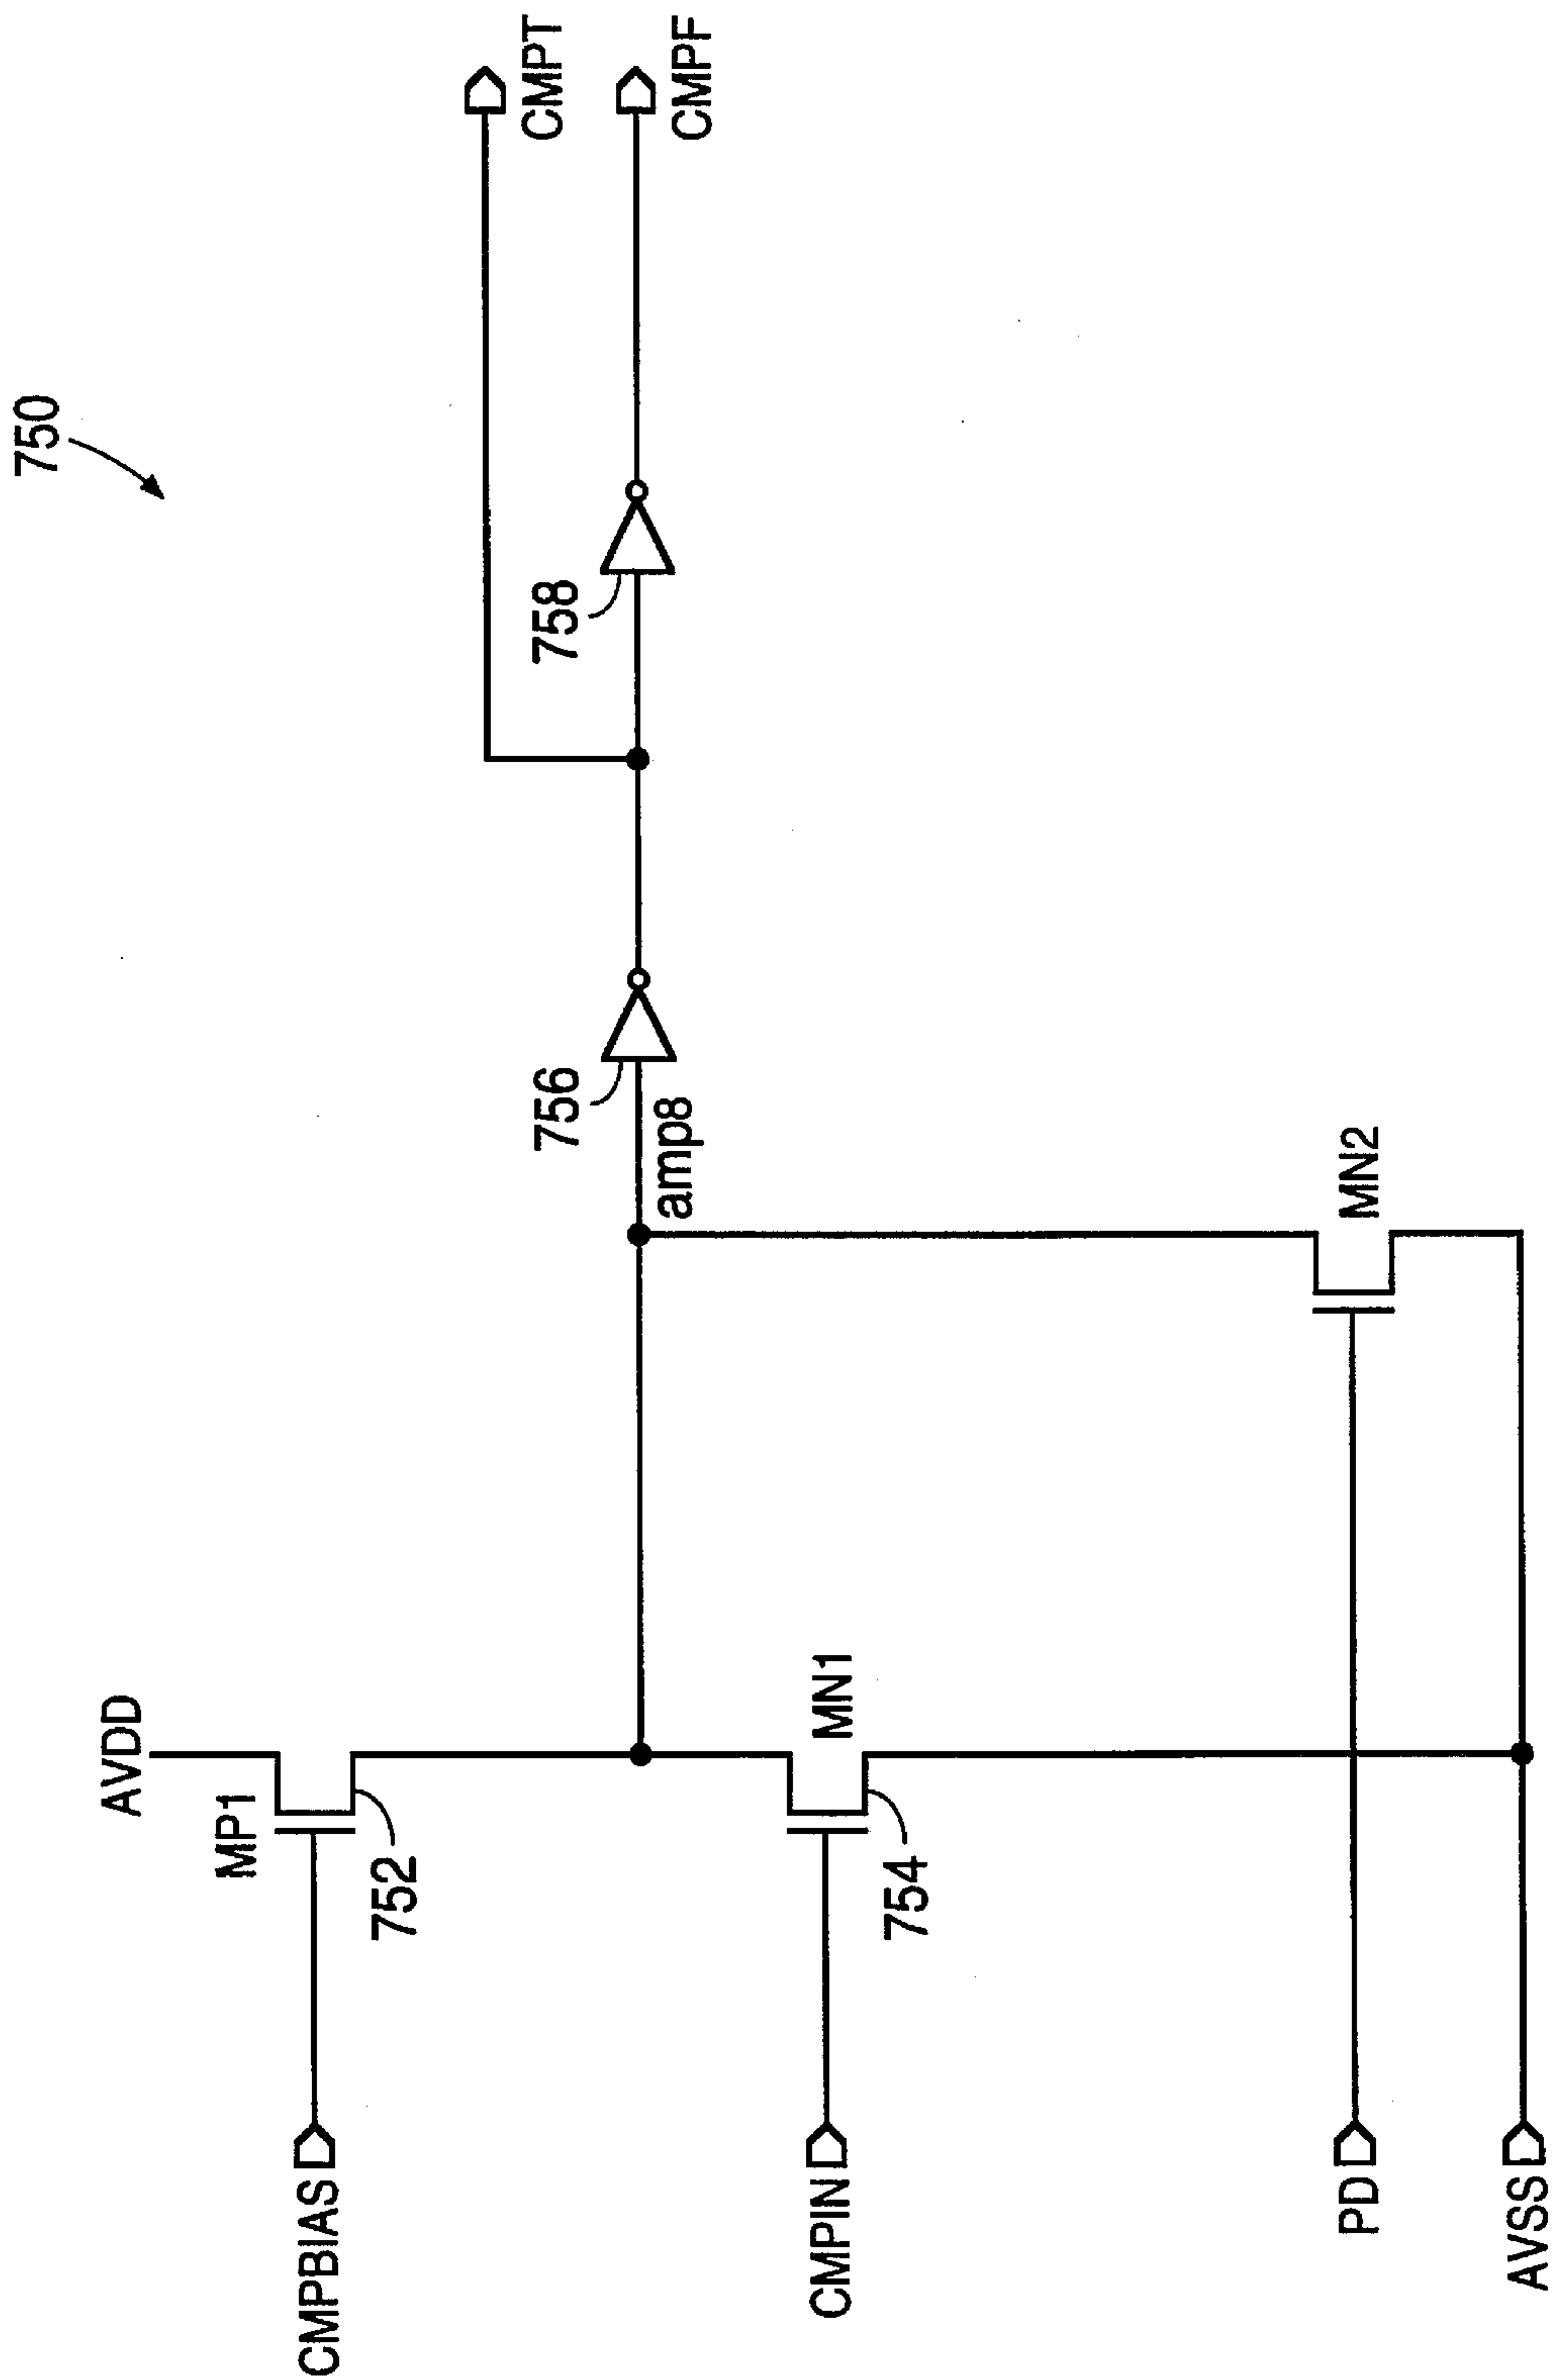 750
AVDD
MP1
CMPBIAS
752
756
758
CMPT
amp8
CMPF
MN1
CMPIN
754
MN2
PD
AVSS